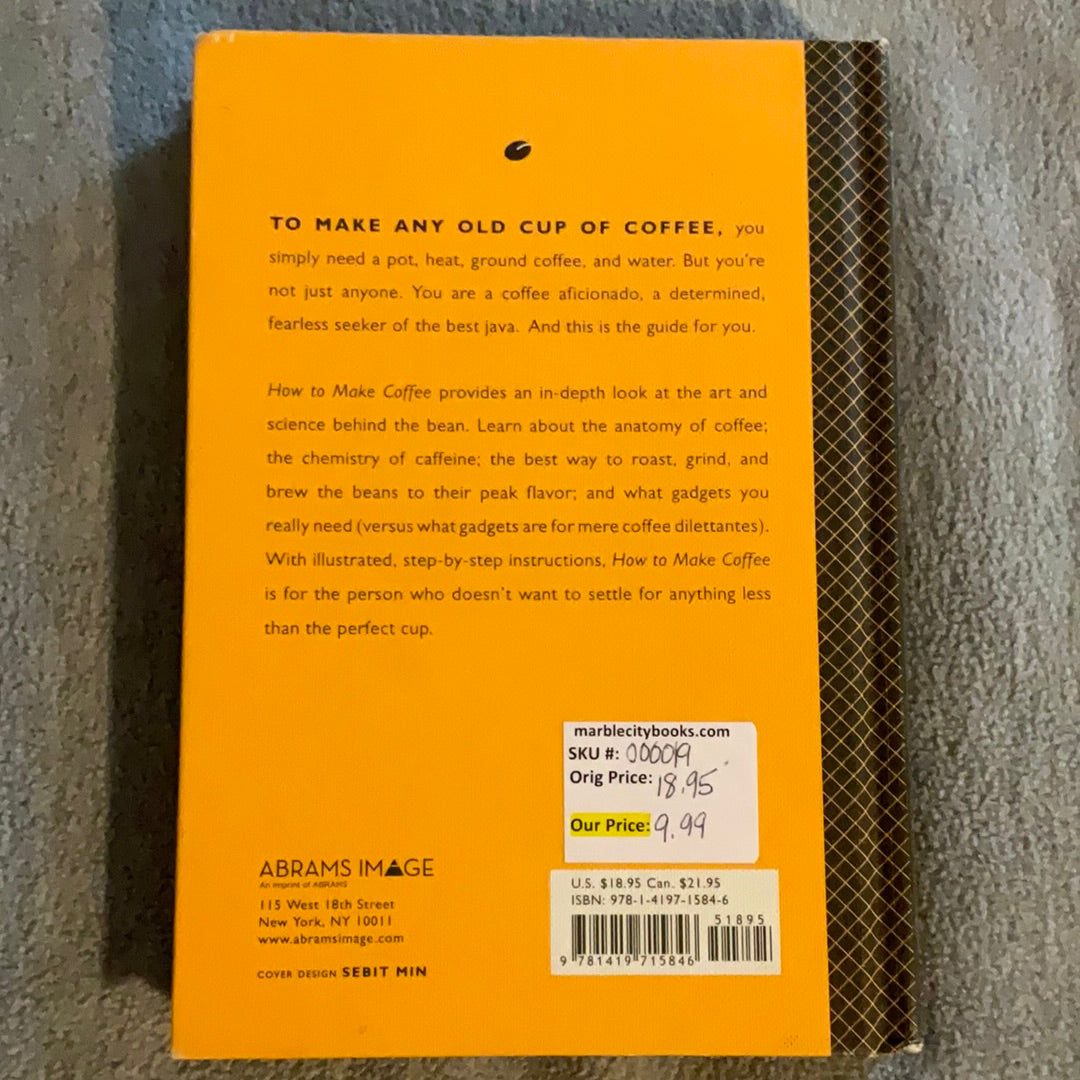 TO MAKE ANY OLD CUP OF COFFEE, you
simply need a pot, heat, ground coffee, and water. But you're
not just anyone. You are a coffee aficionado, a determined,
fearless seeker of the best java. And this is the guide for you.
How to Make Coffee provides an in-depth look at the art and
science behind the bean. Learn about the anatomy of coffee;
the chemistry of caffeine; the best way to roast, grind, and
brew the beans to their peak flavor; and what gadgets you
really need (versus what gadgets are for mere coffee dilettantes).
With illustrated, step-by-step instructions, How to Make Coffee
is for the person who doesn't want to settle for anything less
than the perfect cup.
marblecitybooks.com
SKU #: 000019
Orig Price: 18.95
Our Price: 9.99
ABRAMS IMAGE
An imprint of ABRAMS
115 West 18th Street
New York, NY 10011
www.abramsimage.com
COVER DESIGN SEBIT MIN
U.S. $18.95 Can. $21.95
ISBN: 978-1-4197-1584-6
51895
9 781419 715846